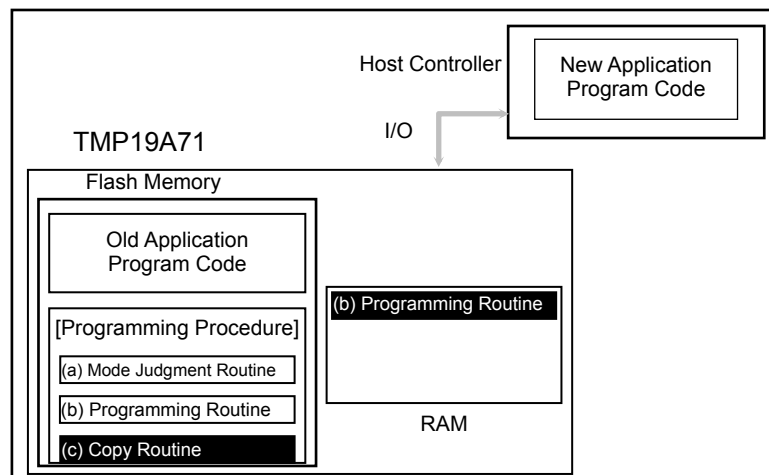 Host Controller
New Application
Program Code
I/O
TMP19A71
Flash Memory
Old Application
Program Code
[Programming Procedure]
(a) Mode Judgment Routine
(b) Programming Routine
(c) Copy Routine
(b) Programming Routine
RAM